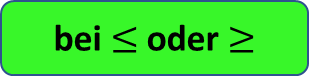 bei ≤ oder ≥